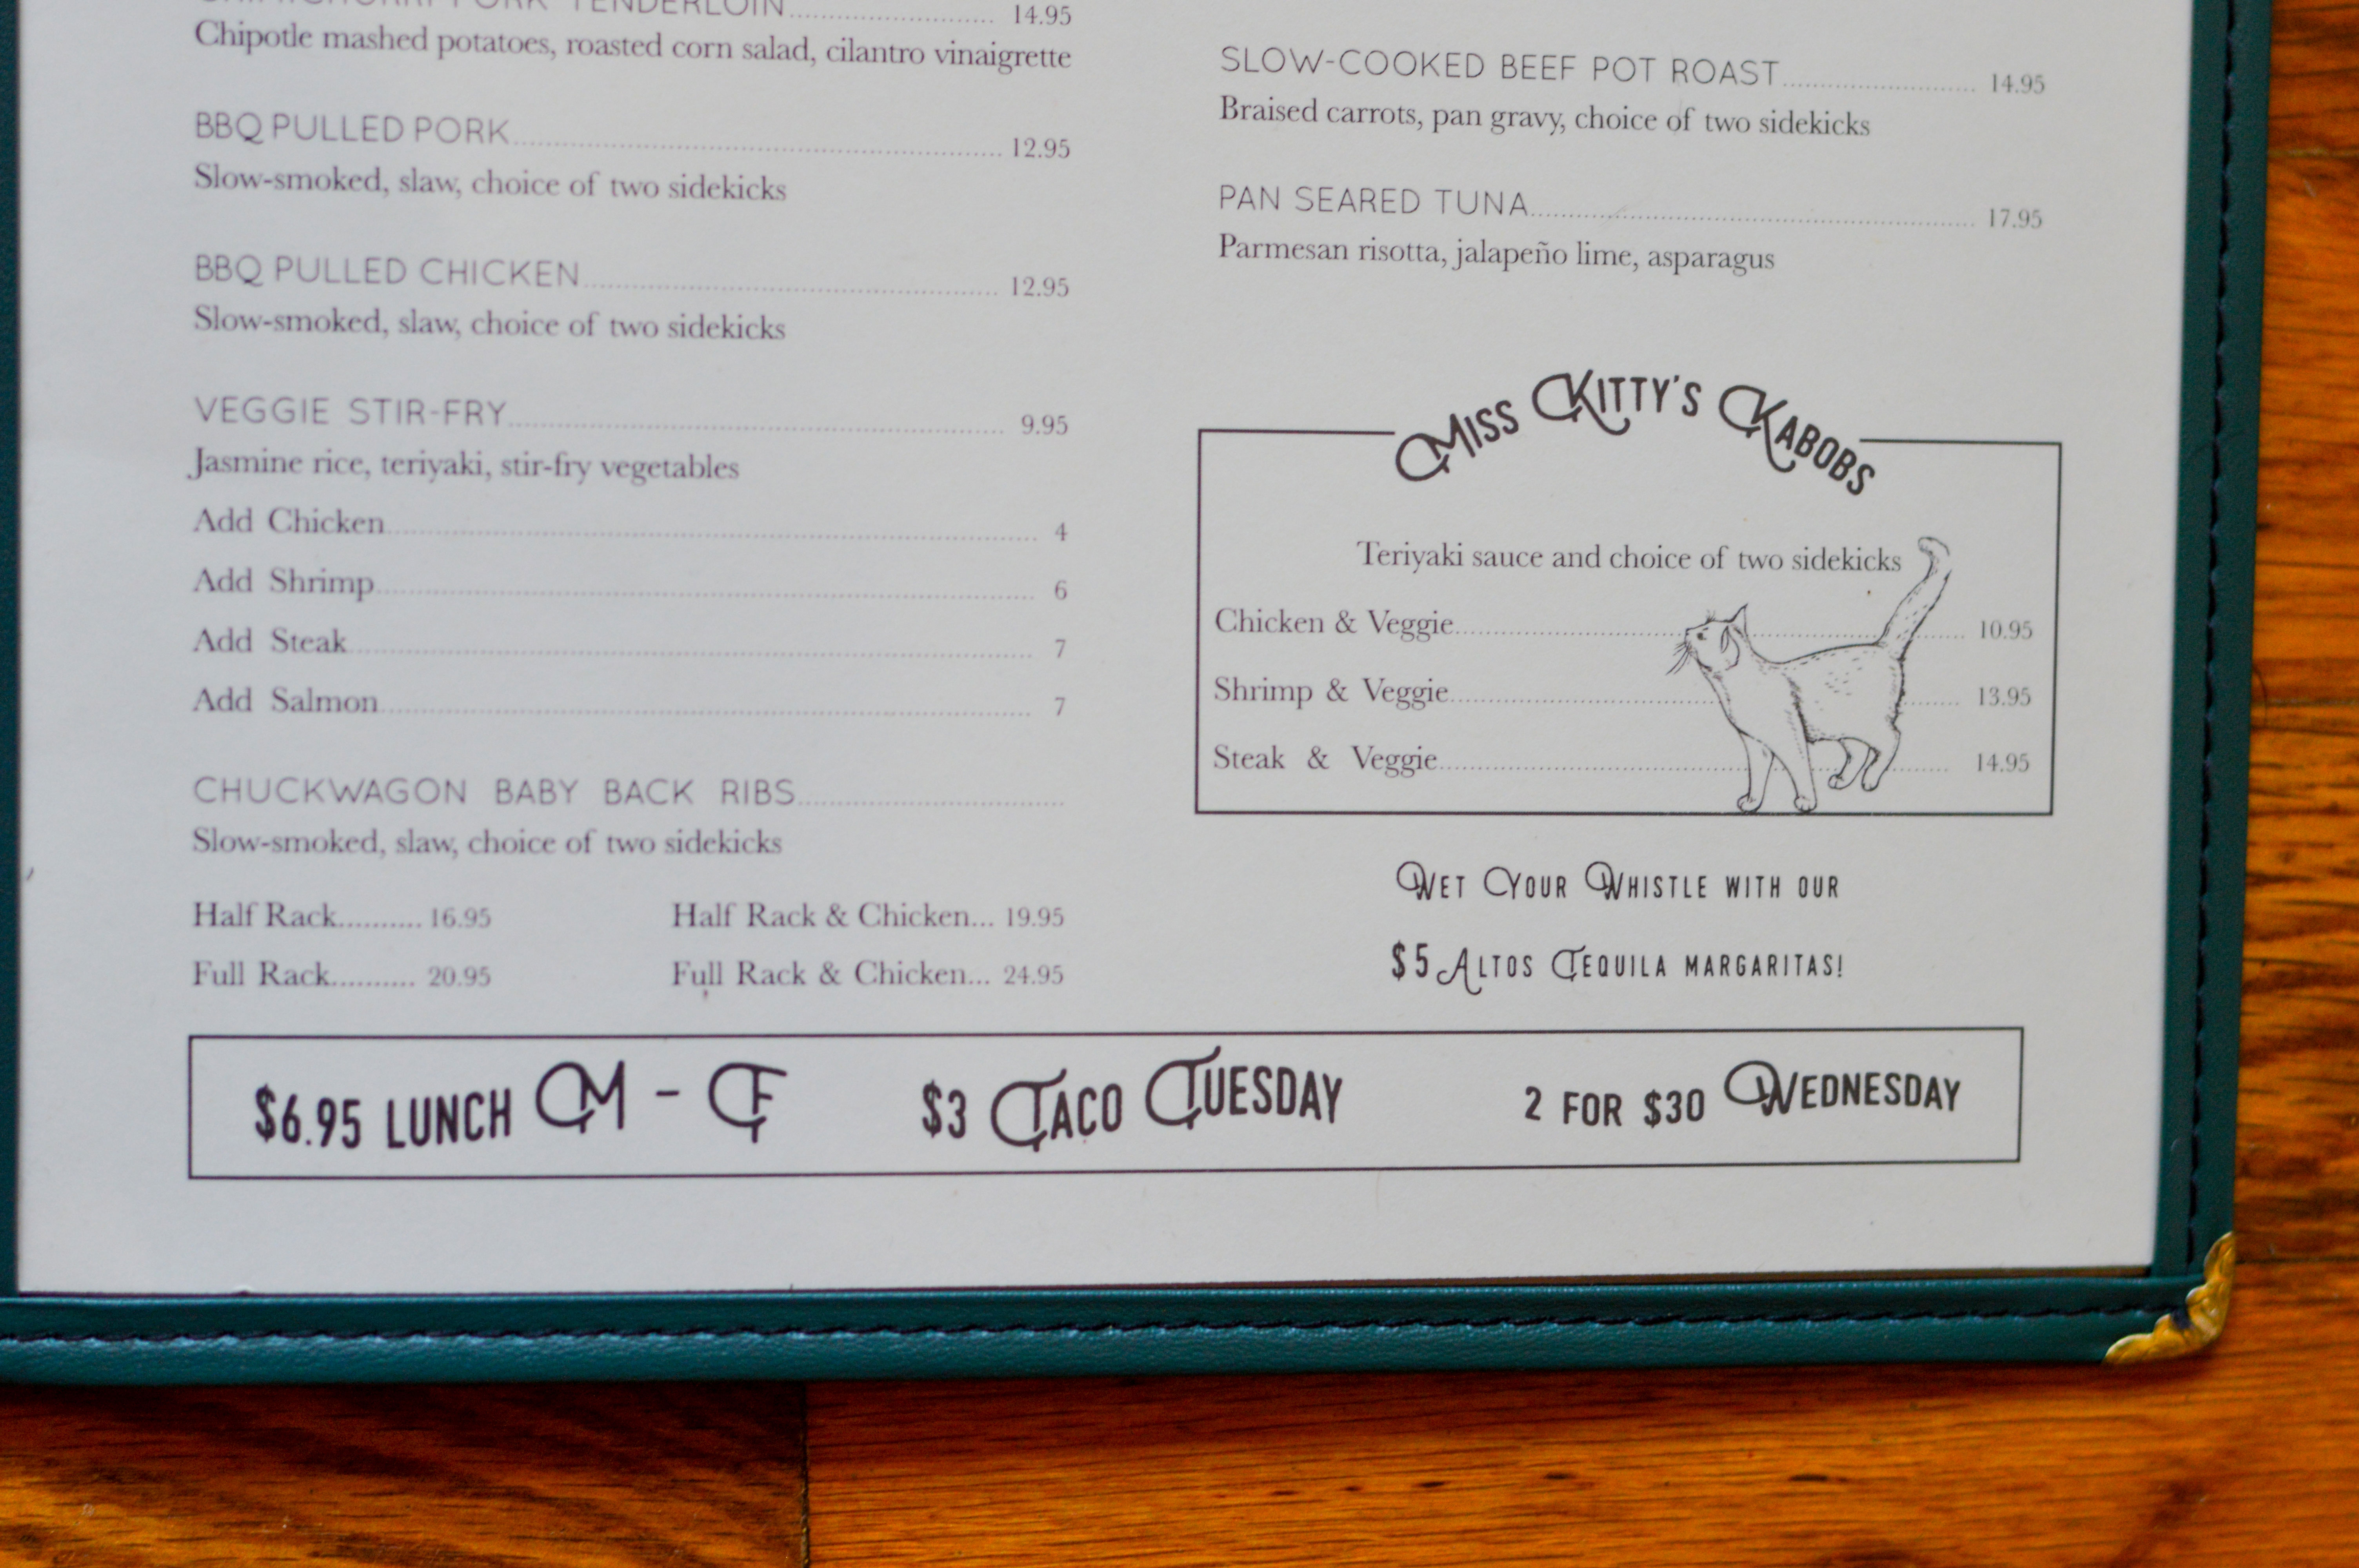 PORK TENDERLOIN 14.95
Chipotle mashed potatoes, roasted corn salad, cilantro vinaigrette
BBQ PULLED PORK 12.95
Slow-smoked, slaw, choice of two sidekicks
BBQ PULLED CHICKEN 12.95
Slow-smoked, slaw, choice of two sidekicks
VEGGIE STIR-FRY 9.95
Jasmine rice, teriyaki, stir-fry vegetables
Add Chicken 4
Add Shrimp 6
Add Steak 7
Add Salmon 7
CHUCKWAGON BABY BACK RIBS
Slow-smoked, slaw, choice of two sidekicks
Half Rack 16.95 Half Rack & Chicken... 19.95
Full Rack 20.95 Full Rack & Chicken... 24.95
SLOW-COOKED BEEF POT ROAST 14.95
Braised carrots, pan gravy, choice of two sidekicks
PAN SEARED TUNA 17.95
Parmesan risotta, jalapeño lime, asparagus
MISS KITTY'S KABOBS
Teriyaki sauce and choice of two sidekicks
Chicken & Veggie 10.95
Shrimp & Veggie 13.95
Steak & Veggie 14.95
WET YOUR WHISTLE WITH OUR
$5 ALTOS TEQUILA MARGARITAS!
$6.95 LUNCH M - F $3 TACO TUESDAY 2 FOR $30 WEDNESDAY